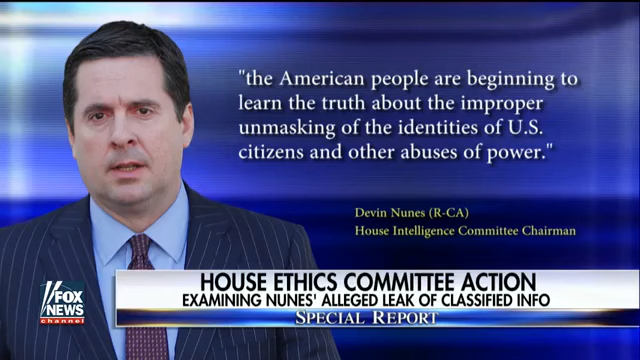 "the American people are beginning to
learn the truth about the improper
unmasking of the identities of U.S.
citizens and other abuses of power."
Devin Nunes (R-CA)
House Intelligence Committee Chairman
HOUSE ETHICS COMMITTEE ACTION
EXAMINING NUNES' ALLEGED LEAK OF CLASSIFIED INFO
SPECIAL REPORT
FOX
NEWS
channel